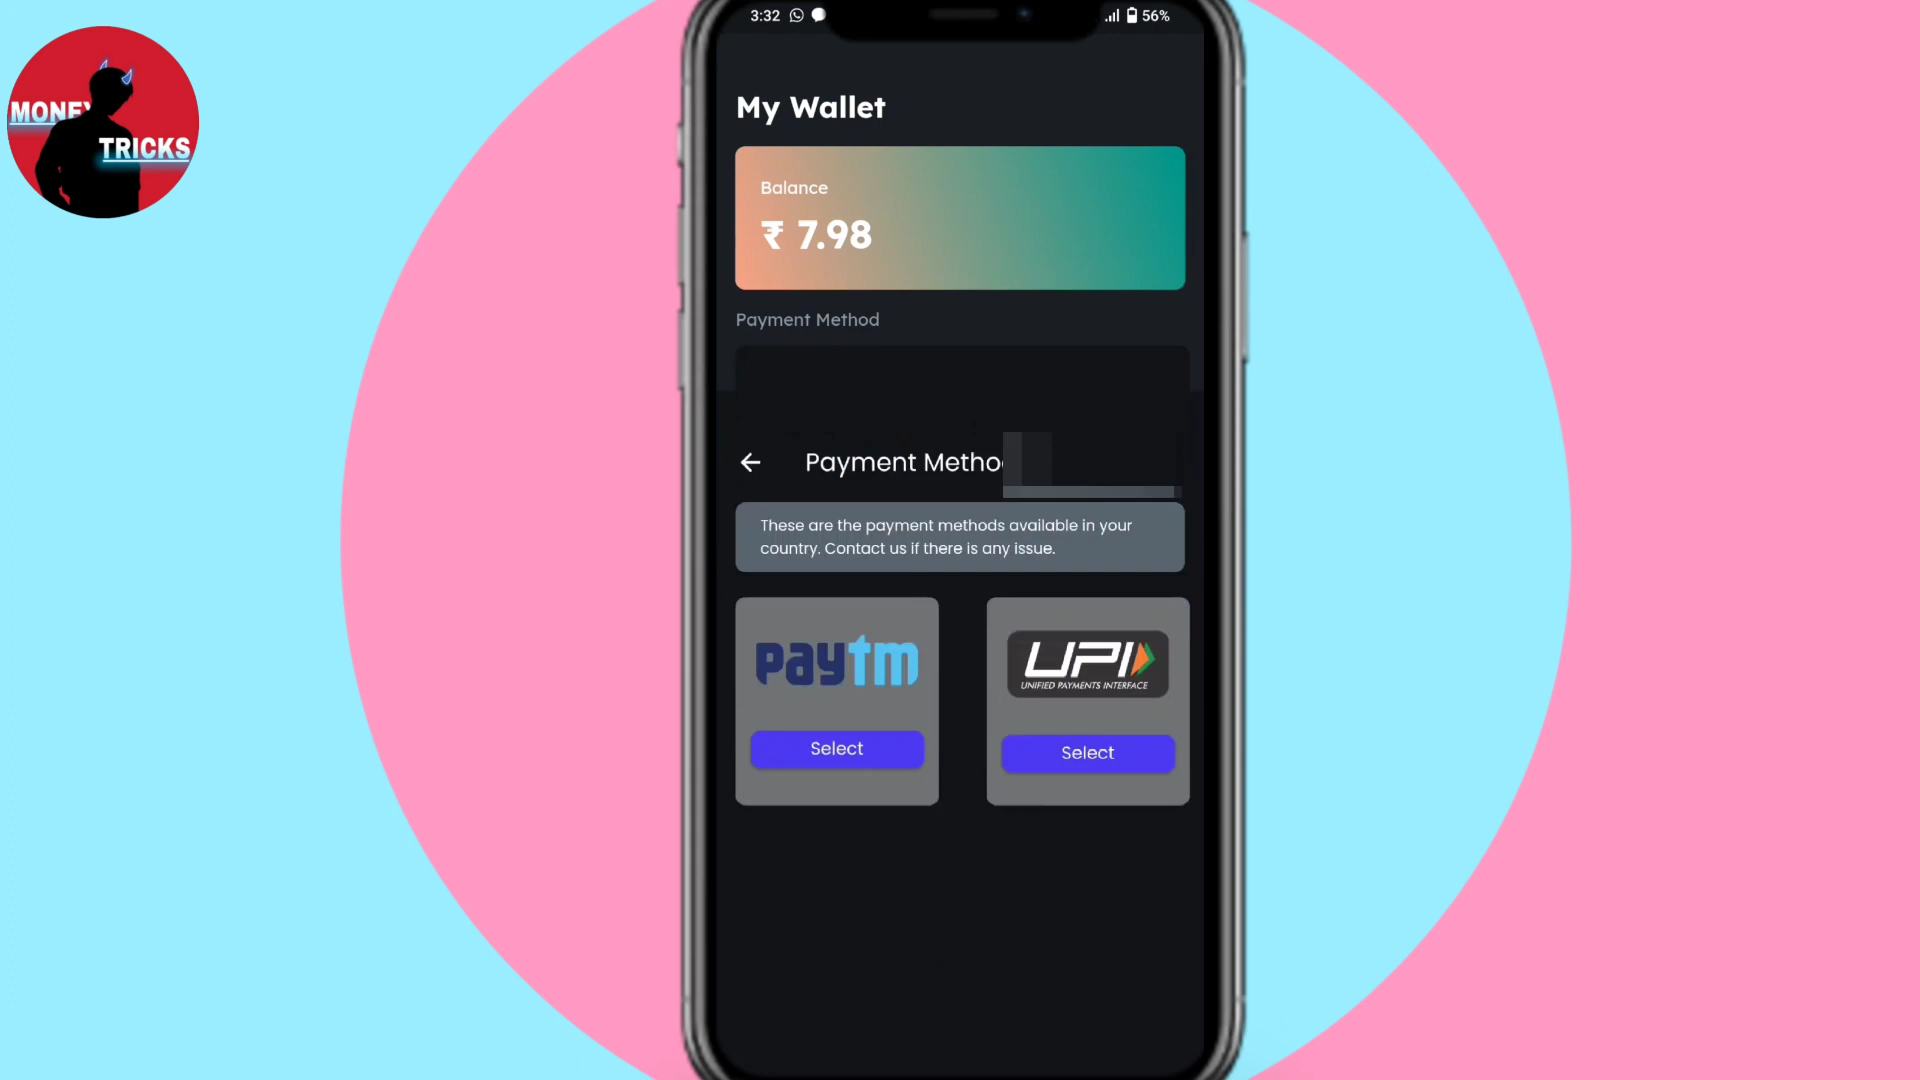 3:32
56%
MONEY
TRICKS
My Wallet
Balance
₹ 7.98
Payment Method
Payment Metho
These are the payment methods available in your
country. Contact us if there is any issue.
paytm
UPI
UNIFIED PAYMENTS INTERFACE
Select
Select